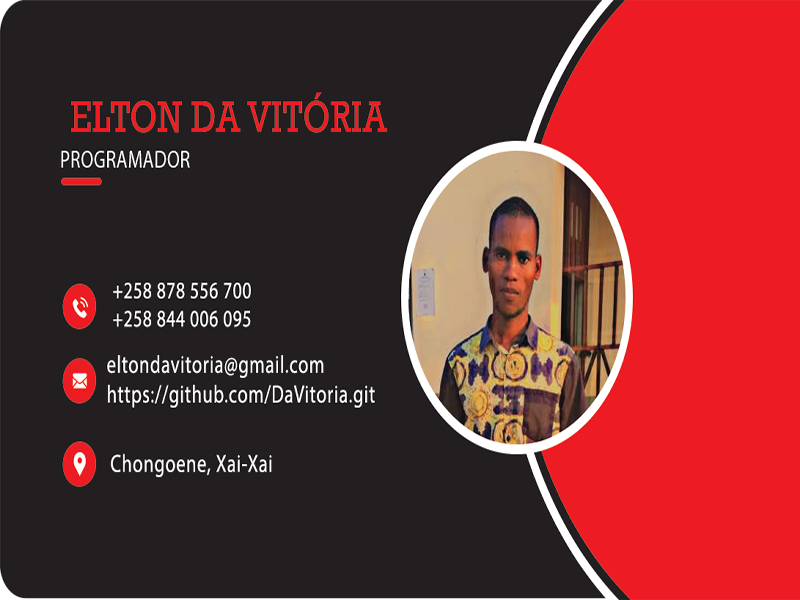 ELTON DA VITÓRIA
PROGRAMADOR
+258 878 556 700
+258 844 006 095
eltondavitoria@gmail.com
https://github.com/DaVitoria.git
Chongoene, Xai-Xai